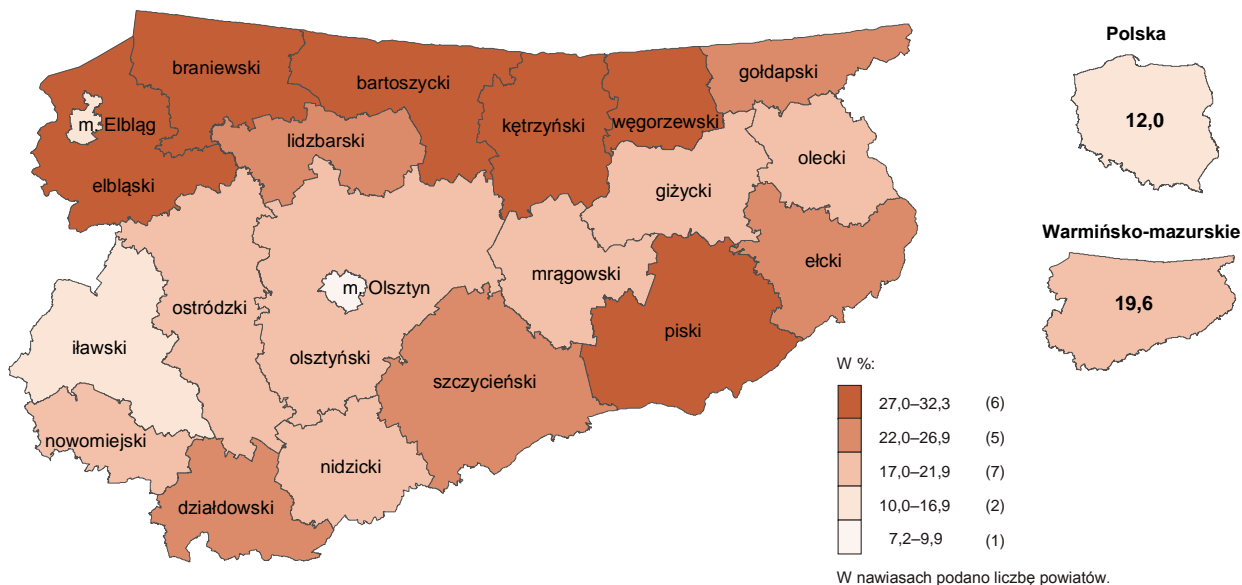 Polska
12,0
Warmińsko-mazurskie
19,6
braniewski
bartoszycki
gołdapski
m. Elbląg
kętrzyński
węgorzewski
lidzbarski
olecki
elbląski
giżycki
ełcki
mrągowski
m. Olsztyn
ostródzki
piski
iławski
olsztyński
szczycieński
nowomiejski
nidzicki
działdowski
W %:
27,0–32,3 (6)
22,0–26,9 (5)
17,0–21,9 (7)
10,0–16,9 (2)
7,2–9,9 (1)
W nawiasach podano liczbę powiatów.